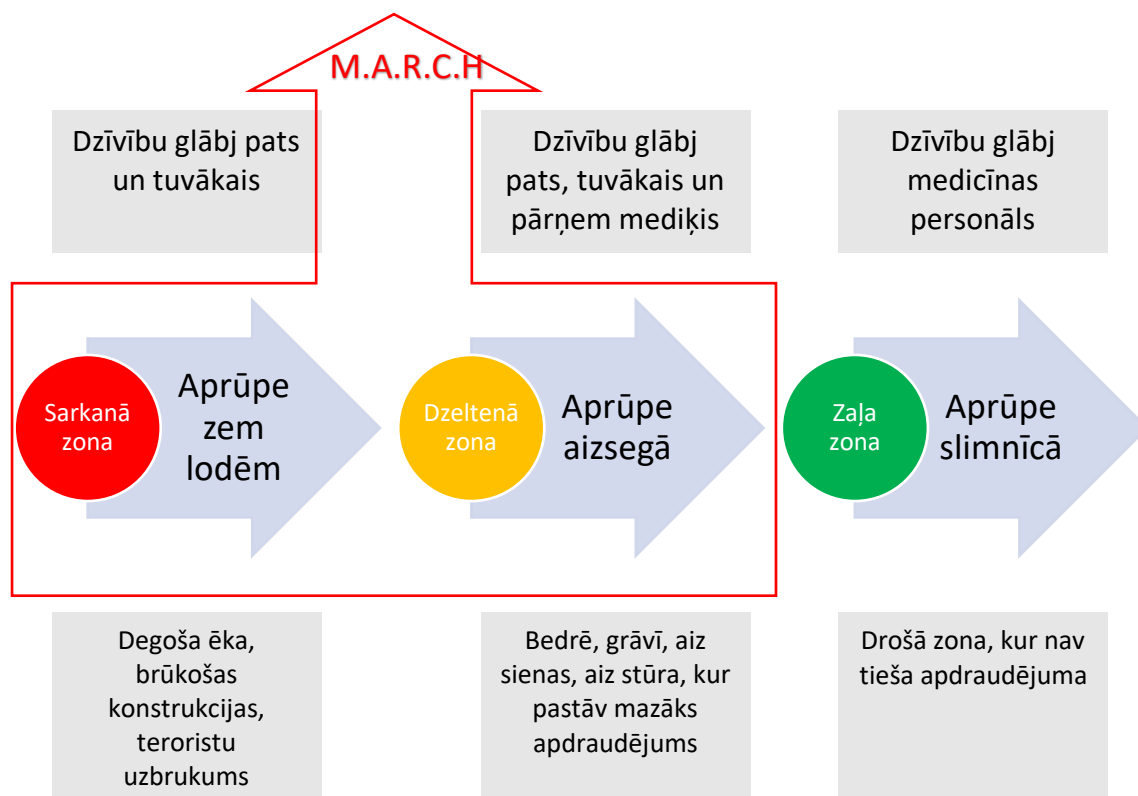 M.A.R.C.H
Dzīvību glābj pats
un tuvākais
Dzīvību glābj
pats, tuvākais un
pārņem mediķis
Dzīvību glābj
medicīnas
personāls
Sarkanā
zona
Aprūpe
zem
lodēm
Dzeltenā
zona
Aprūpe
aizsegā
Zaļa
zona
Aprūpe
slimnīcā
Degoša ēka,
brūkošas
konstrukcijas,
teroristu
uzbrukums
Bedrē, grāvī, aiz
sienas, aiz stūra, kur
pastāv mazāks
apdraudējums
Drošā zona, kur nav
tieša apdraudējuma